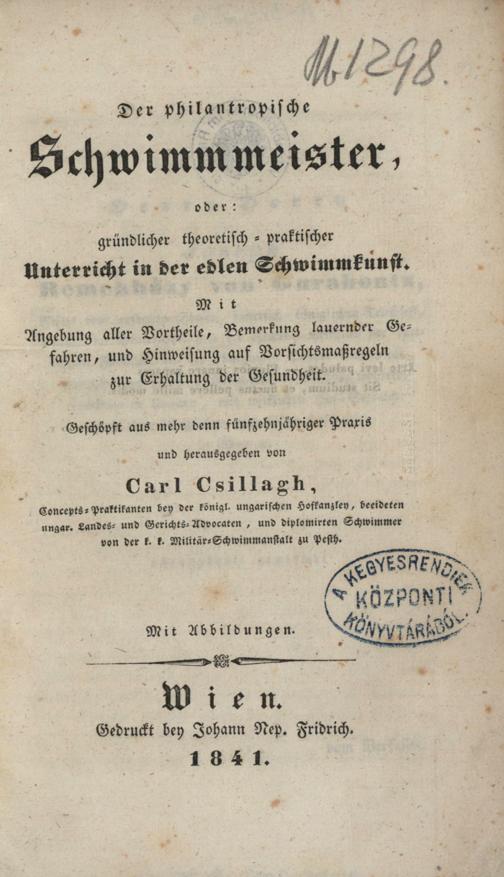 M1298.
Der philantropische
Schwimmmeister,
oder:
gründlicher theoretisch-praktischer
Unterricht in der edlen Schwimmkunst.
Mit
Angebung aller Vortheile, Bemerkung lauernder Ge-
fahren, und Hinweisung auf Vorsichtsmaßregeln
zur Erhaltung der Gesundheit.
Geschöpft aus mehr denn fünfzehnjähriger Praxis
und herausgegeben von
Carl Csillagh,
Concepts-Praktikanten bey der königl. ungarischen Hofkanzley, beeideten
ungar. Landes- und Gerichts-Advocaten, und diplomirten Schwimmer
von der k. k. Militär-Schwimmanstalt zu Pesth.
A KEGYESRENDIEK
KÖZPONTI
KÖNYVTÁRÁBÓL.
Mit Abbildungen.
Wien.
Gedruckt bey Johann Nep. Fridrich.
1841.